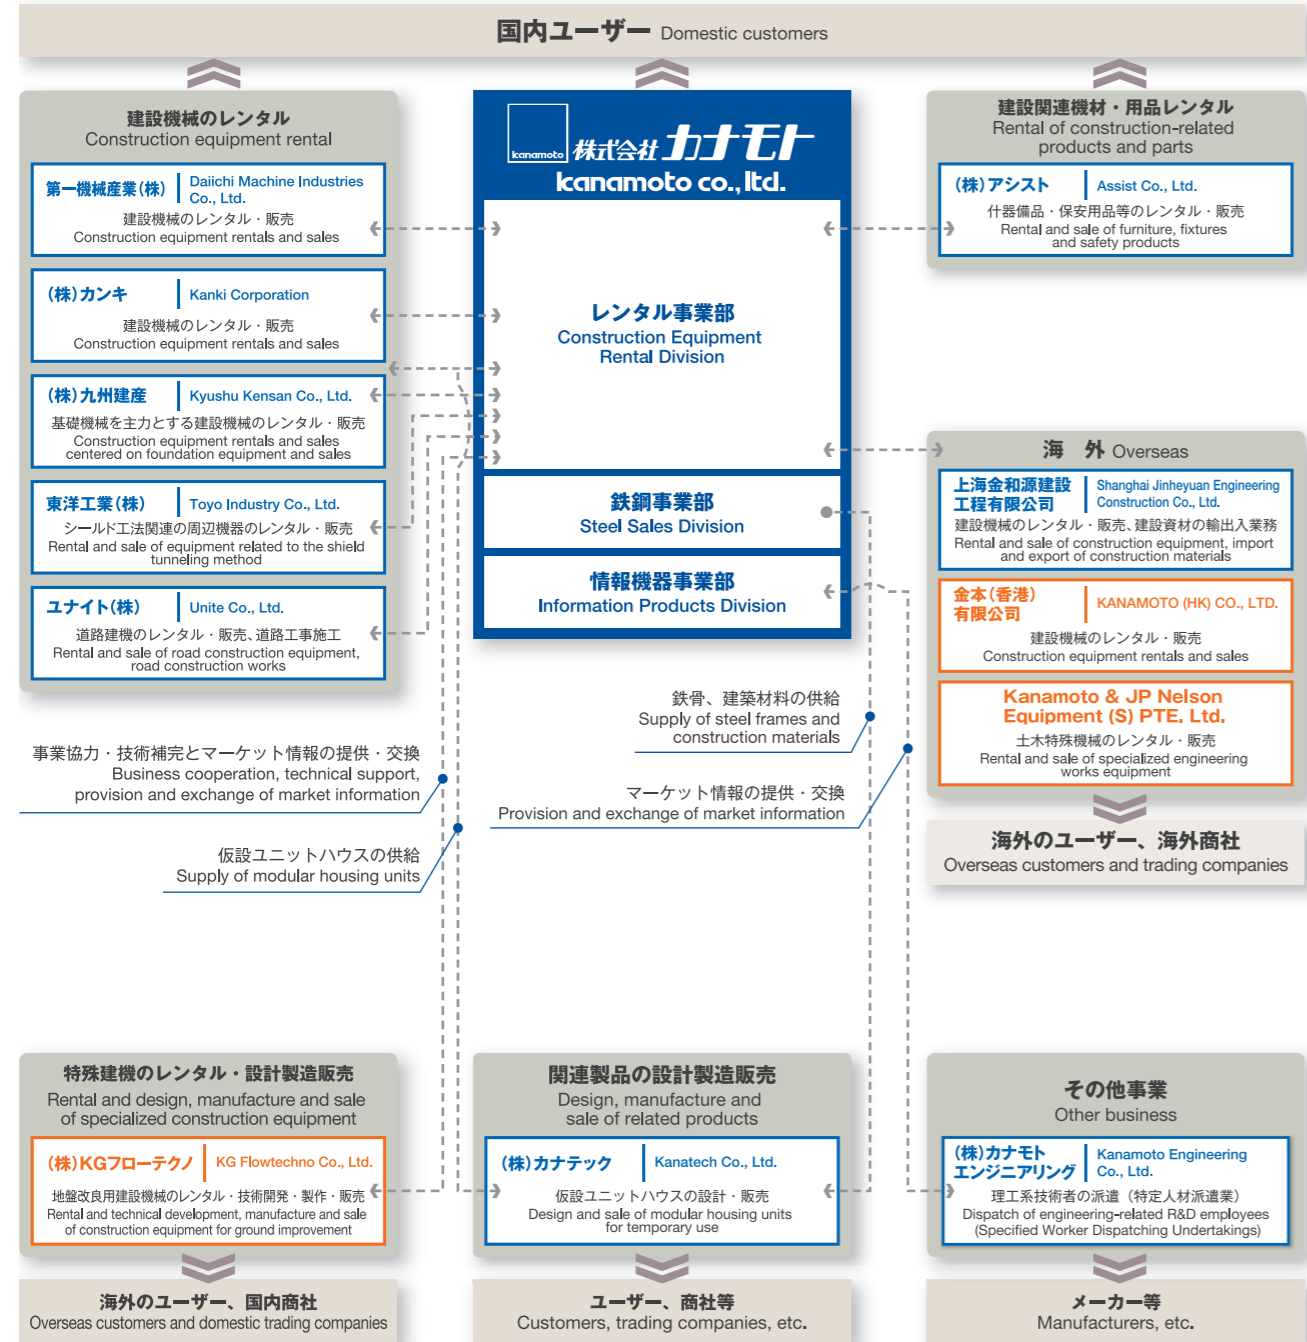 国内ユーザー Domestic customers
建設機械のレンタル
Construction equipment rental
第一機械産業(株) Daiichi Machine Industries
Co., Ltd.
建設機械のレンタル・販売
Construction equipment rentals and sales
(株)カンキ Kanki Corporation
建設機械のレンタル・販売
Construction equipment rentals and sales
(株)九州建産 Kyushu Kensan Co., Ltd.
基礎機械を主力とする建設機械のレンタル・販売
Construction equipment rentals and sales
centered on foundation equipment and sales
東洋工業(株) Toyo Industry Co., Ltd.
シールド工法関連の周辺機器のレンタル・販売
Rental and sale of equipment related to the shield
tunneling method
ユナイト(株) Unite Co., Ltd.
道路建機のレンタル・販売、道路工事施工
Rental and sale of road construction equipment,
road construction works
kanamoto 株式会社 カナモト
kanamoto co., ltd.
レンタル事業部
Construction Equipment
Rental Division
鉄鋼事業部
Steel Sales Division
情報機器事業部
Information Products Division
建設関連機材・用品レンタル
Rental of construction-related
products and parts
(株)アシスト Assist Co., Ltd.
什器備品・保安用品等のレンタル・販売
Rental and sale of furniture, fixtures
and safety products
海 外 Overseas
上海金和源建設
工程有限公司
Shanghai Jinheyuan Engineering
Construction Co., Ltd.
建設機械のレンタル・販売、建設資材の輸出入業務
Rental and sale of construction equipment, import
and export of construction materials
金本(香港)
有限公司
KANAMOTO (HK) CO., LTD.
建設機械のレンタル・販売
Construction equipment rentals and sales
Kanamoto & JP Nelson
Equipment (S) PTE. Ltd.
土木特殊機械のレンタル・販売
Rental and sale of specialized engineering
works equipment
海外のユーザー、海外商社
Overseas customers and trading companies
鉄骨、建築材料の供給
Supply of steel frames and
construction materials
事業協力・技術補完とマーケット情報の提供・交換
Business cooperation, technical support,
provision and exchange of market information
マーケット情報の提供・交換
Provision and exchange of market information
仮設ユニットハウスの供給
Supply of modular housing units
特殊建機のレンタル・設計製造販売
Rental and design, manufacture and sale
of specialized construction equipment
(株)KGフローテクノ KG Flowtechno Co., Ltd.
地盤改良用建設機械のレンタル・技術開発・製作・販売
Rental and technical development, manufacture and sale
of construction equipment for ground improvement
海外のユーザー、国内商社
Overseas customers and domestic trading companies
関連製品の設計製造販売
Design, manufacture and
sale of related products
(株)カナテック Kanatech Co., Ltd.
仮設ユニットハウスの設計・販売
Design and sale of modular housing units
for temporary use
ユーザー、商社等
Customers, trading companies, etc.
その他事業
Other business
(株)カナモト
エンジニアリング
Kanamoto Engineering
Co., Ltd.
理工系技術者の派遣（特定人材派遣業）
Dispatch of engineering-related R&D employees
(Specified Worker Dispatching Undertakings)
メーカー等
Manufacturers, etc.